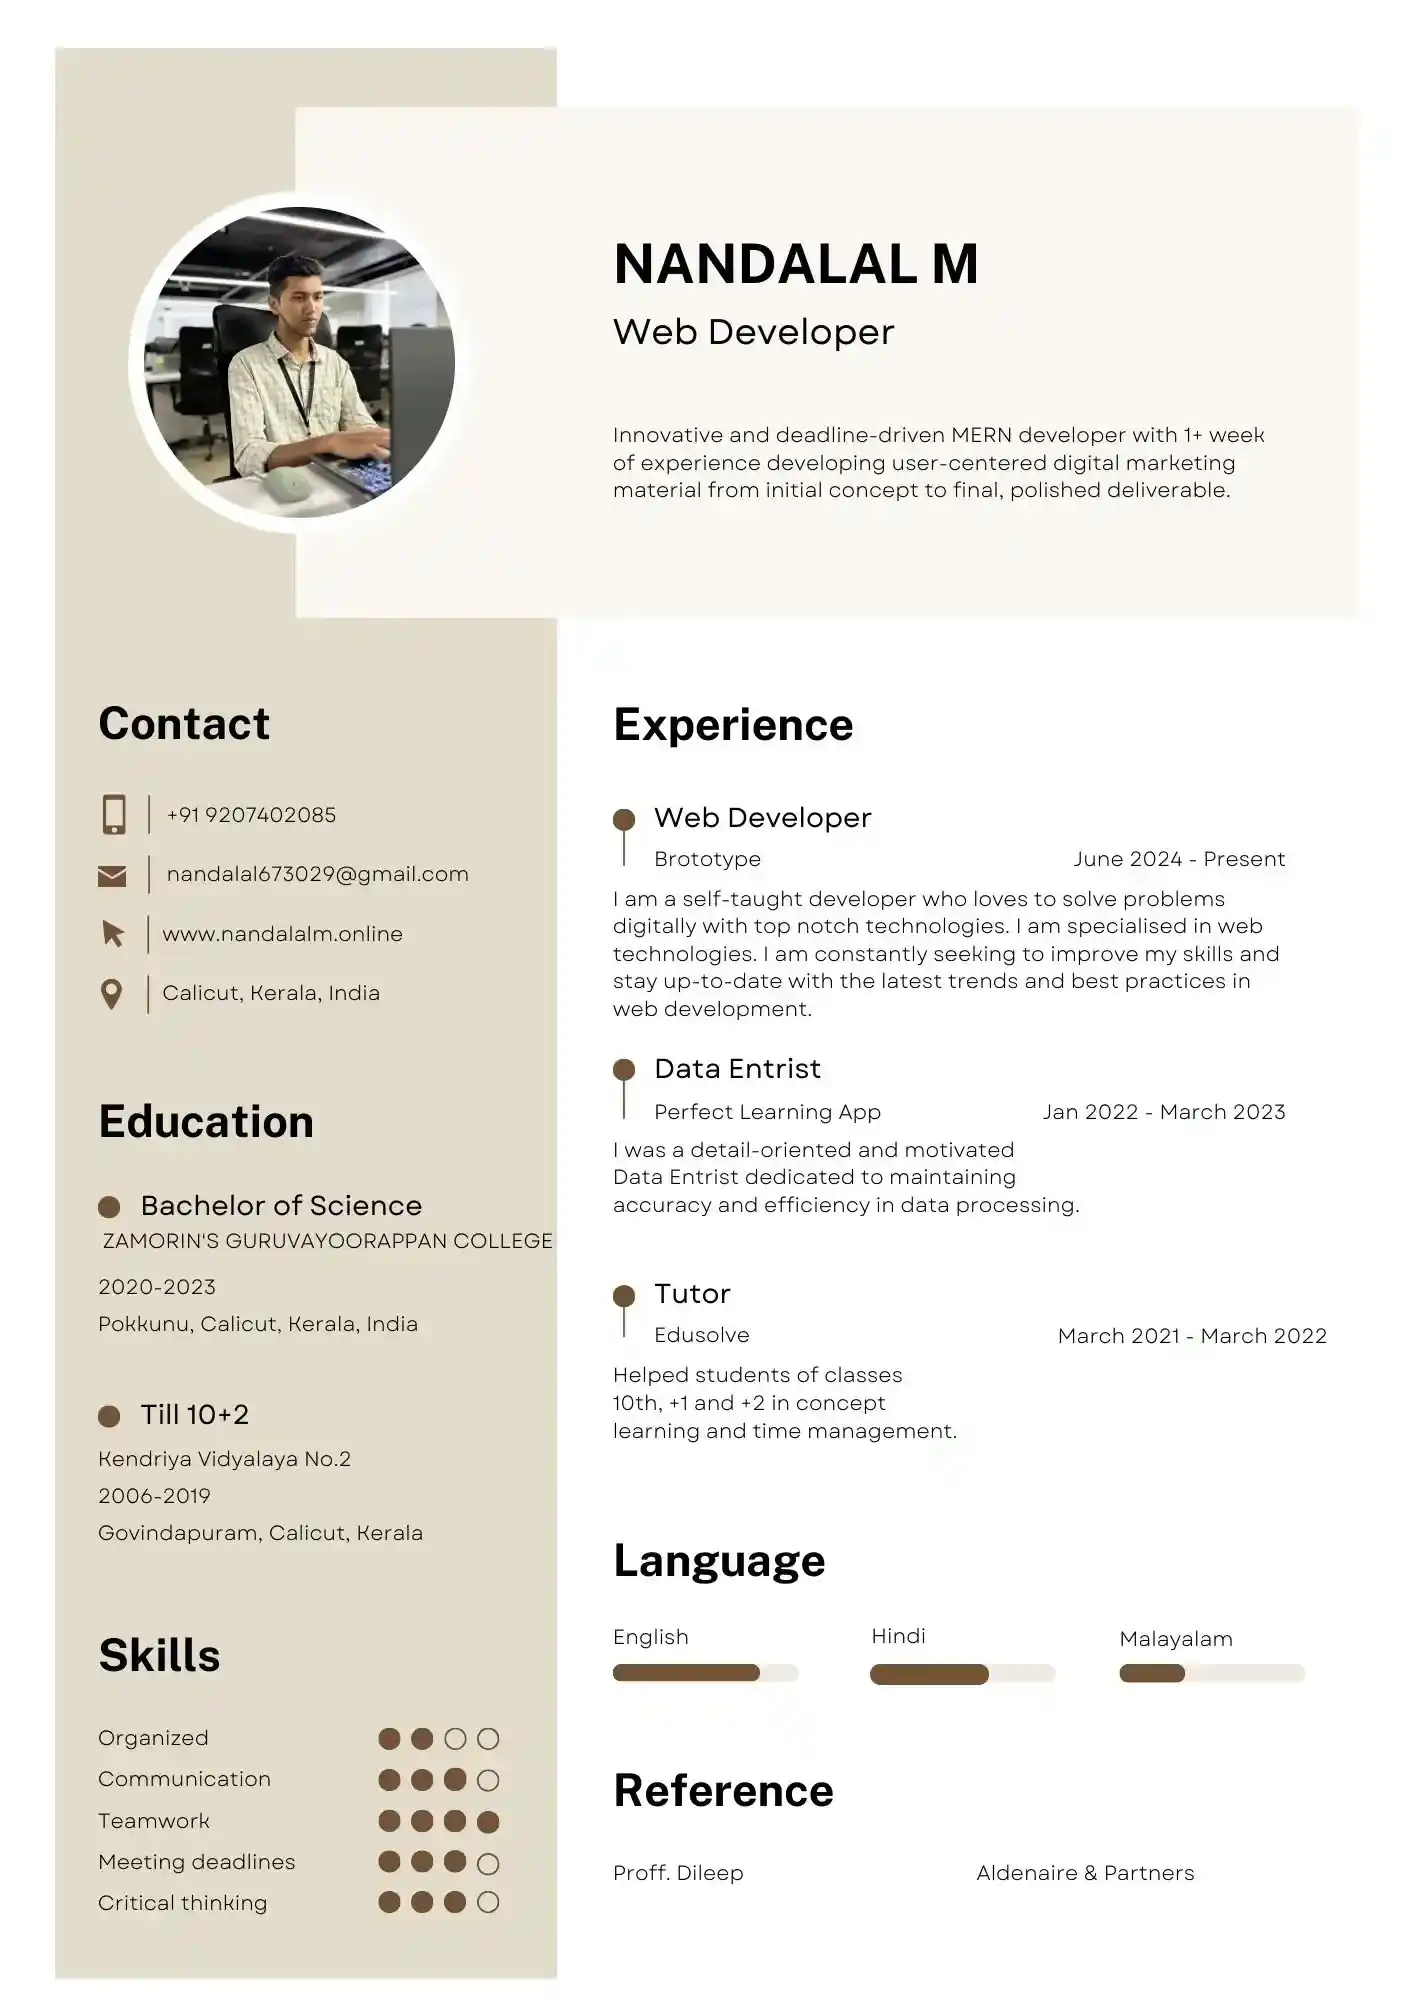 NANDALAL M
Web Developer
Innovative and deadline-driven MERN developer with 1+ week
of experience developing user-centered digital marketing
material from initial concept to final, polished deliverable.
Contact
+91 9207402085
nandalal673029@gmail.com
www.nandalalm.online
Calicut, Kerala, India
Education
Bachelor of Science
ZAMORIN'S GURUVAYOORAPPAN COLLEGE
2020-2023
Pokkunu, Calicut, Kerala, India
Till 10+2
Kendriya Vidyalaya No.2
2006-2019
Govindapuram, Calicut, Kerala
Skills
Organized
Communication
Teamwork
Meeting deadlines
Critical thinking
Experience
Web Developer
Brototype June 2024 - Present
I am a self-taught developer who loves to solve problems
digitally with top notch technologies. I am specialised in web
technologies. I am constantly seeking to improve my skills and
stay up-to-date with the latest trends and best practices in
web development.
Data Entrist
Perfect Learning App Jan 2022 - March 2023
I was a detail-oriented and motivated
Data Entrist dedicated to maintaining
accuracy and efficiency in data processing.
Tutor
Edusolve March 2021 - March 2022
Helped students of classes
10th, +1 and +2 in concept
learning and time management.
Language
English Hindi Malayalam
Reference
Proff. Dileep Aldenaire & Partners